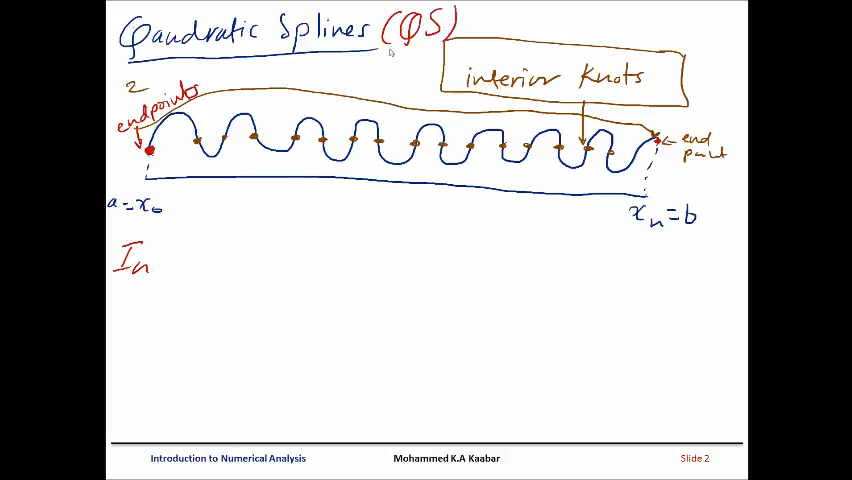 Qaudratic Splines (QS)
interior Knots
2
endpoints
end
point
a = x₀
xₙ = b
In
Introduction to Numerical Analysis
Mohammed K.A Kaabar
Slide 2